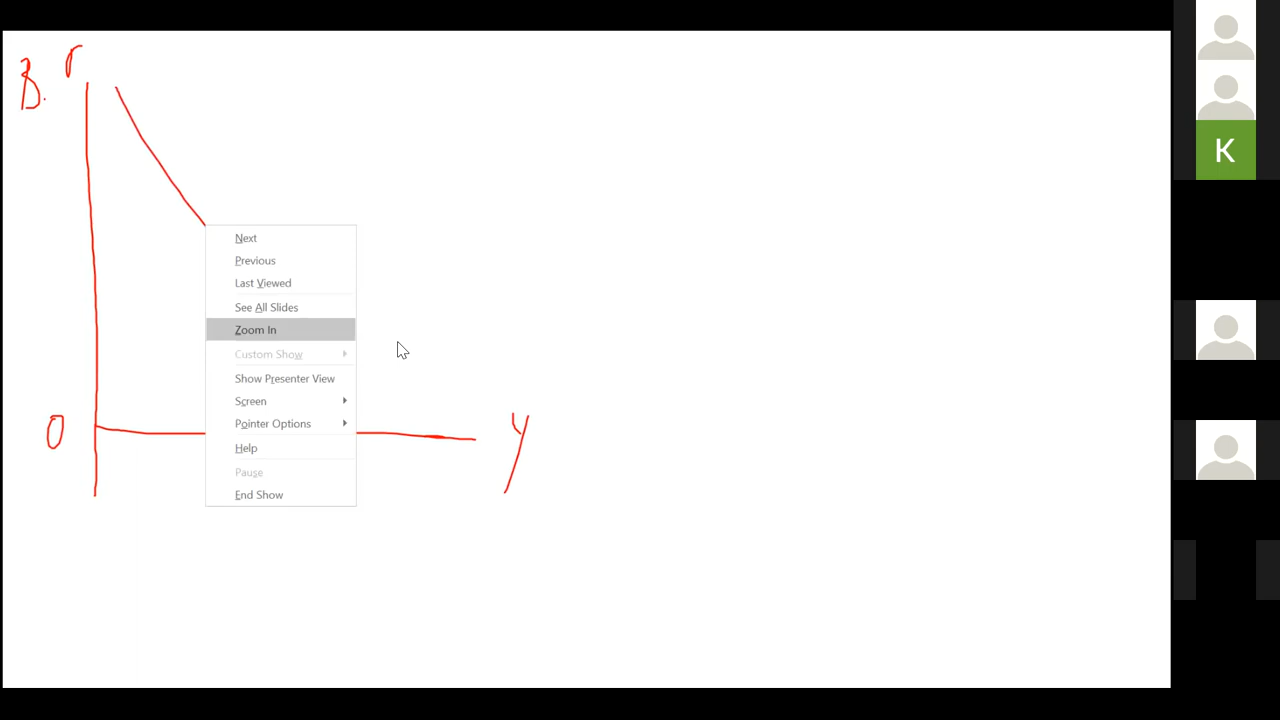 B. r
Next
Previous
Last Viewed
See All Slides
Zoom In
Custom Show
Show Presenter View
Screen
Pointer Options
Help
Pause
End Show
0
y
K